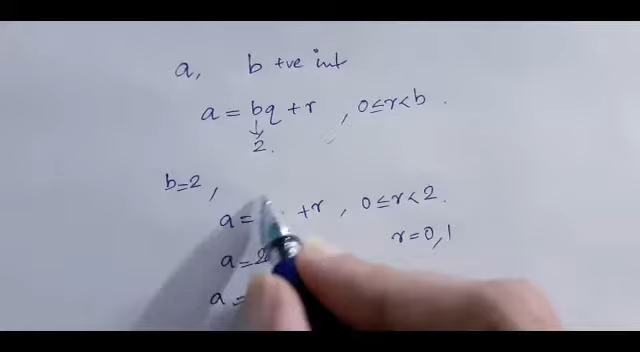 a, b +ve int
a = bq + r , 0 ≤ r < b .
2 .
b = 2 ,
a = + r , 0 ≤ r < 2 .
r = 0, 1
a = 2
a =